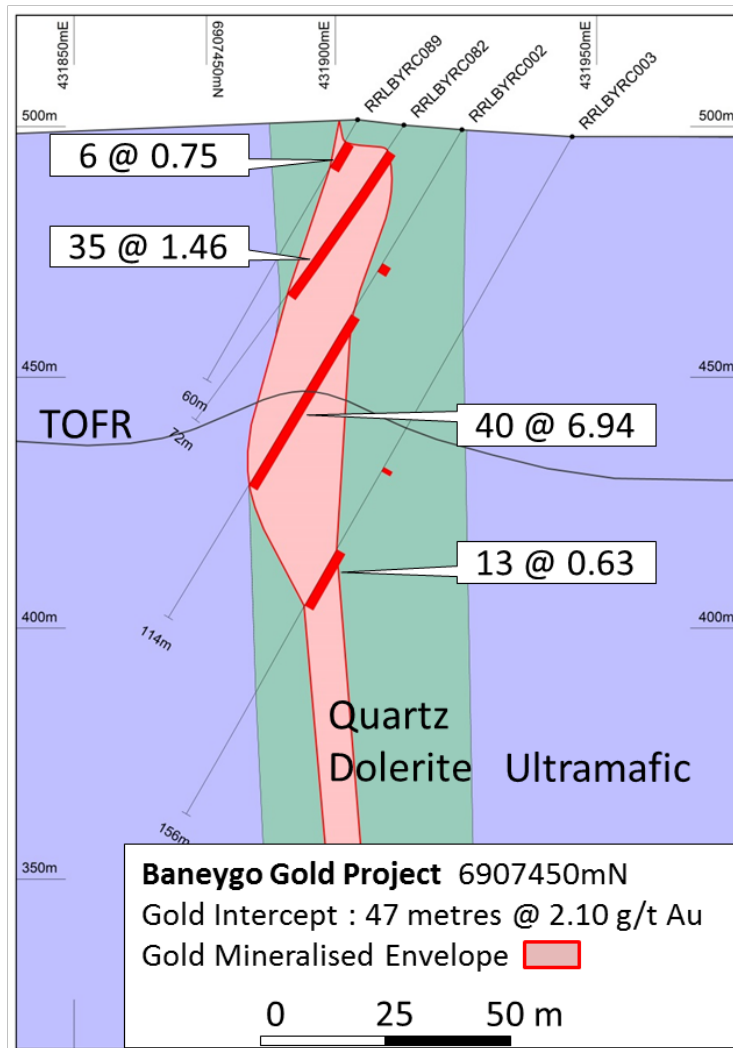 431850mE
6907450mN
431900mE
431950mE
RRLBYRC089
RRLBYRC082
RRLBYRC002
RRLBYRC003
500m
500m
6 @ 0.75
35 @ 1.46
450m
450m
60m
72m
TOFR
40 @ 6.94
13 @ 0.63
400m
400m
114m
Quartz
Dolerite
Ultramafic
156m
350m
Baneygo Gold Project 6907450mN
Gold Intercept : 47 metres @ 2.10 g/t Au
Gold Mineralised Envelope
0
25
50 m